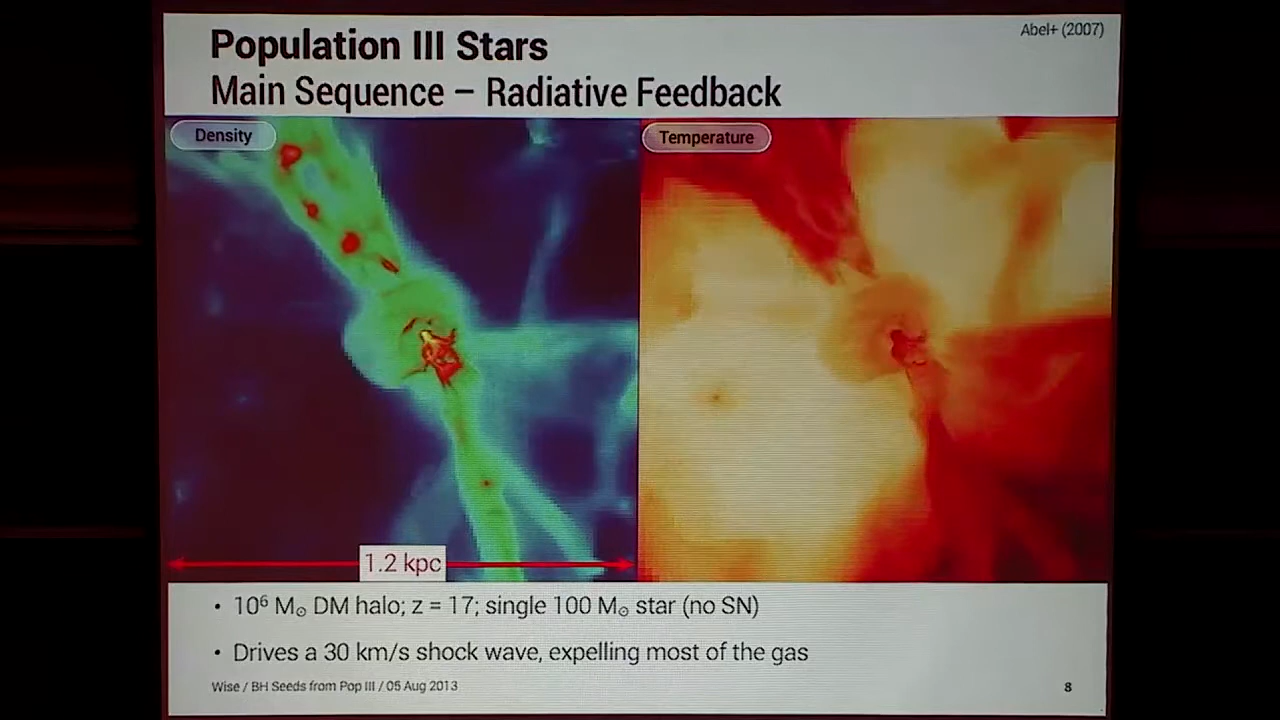 Population III Stars
Abel+ (2007)
Main Sequence – Radiative Feedback
Density
Temperature
1.2 kpc
• 10⁶ M☉ DM halo; z = 17; single 100 M☉ star (no SN)
• Drives a 30 km/s shock wave, expelling most of the gas
Wise / BH Seeds from Pop III / 05 Aug 2013
8